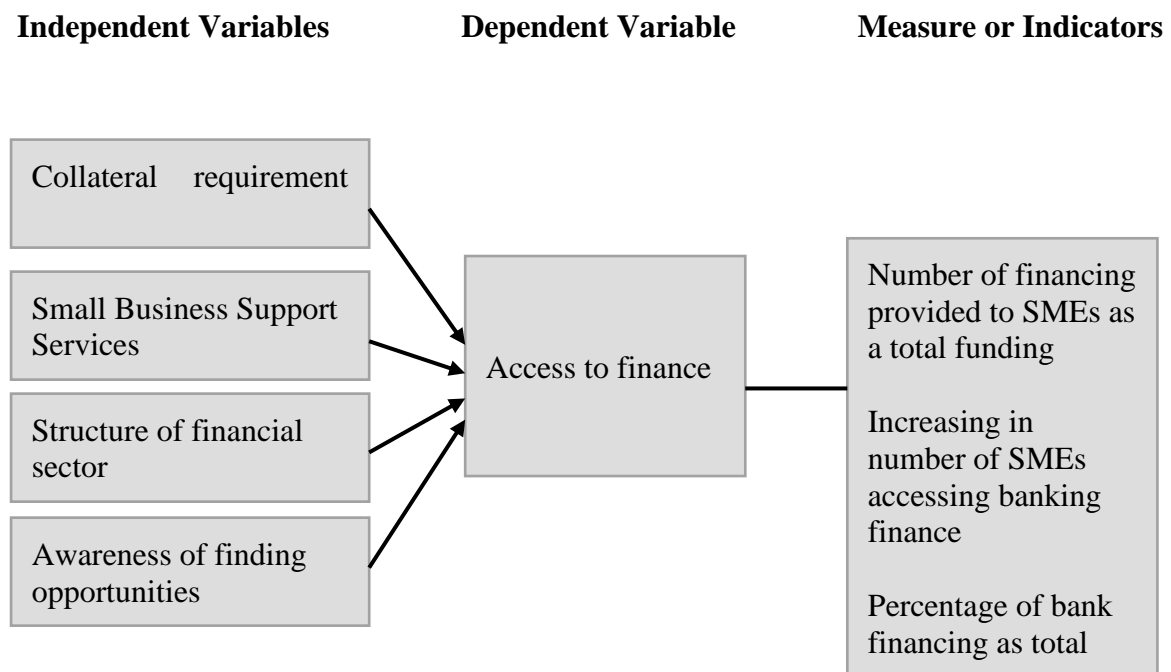 Independent Variables
Dependent Variable
Measure or Indicators
Collateral requirement
Small Business Support
Services
Structure of financial
sector
Awareness of finding
opportunities
Access to finance
Number of financing
provided to SMEs as
a total funding
Increasing in
number of SMEs
accessing banking
finance
Percentage of bank
financing as total